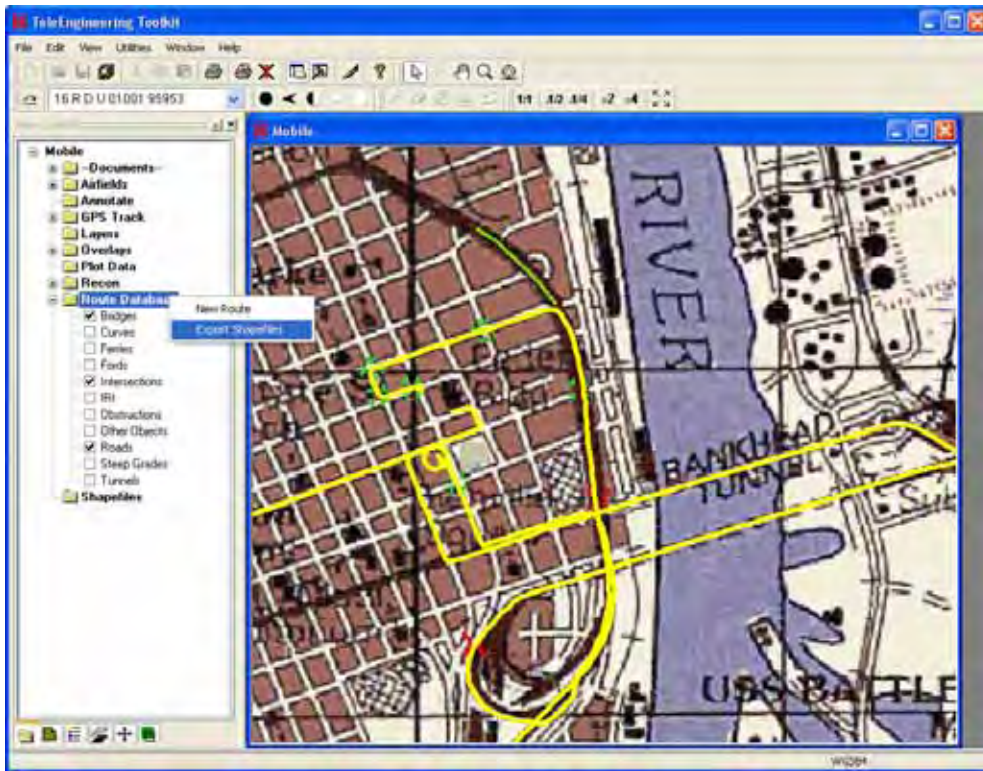 TeleEngineering Toolkit
File Edit View Utilities Window Help
16 R D U 01001 95953
1/1 1/2 1/4 x2 x4
Mobile
Mobile
-Documents-
Airfields
Annotate
GPS Track
Layers
Overlays
Plot Data
Recon
Route Databas
New Route
Export Shapefiles
Bridges
Curves
Ferries
Fords
Intersections
IRI
Obstructions
Other Objects
Roads
Steep Grades
Tunnels
Shapefiles
RIVER
BANKHEAD
TUNNEL
USS BATTLE
WGS84